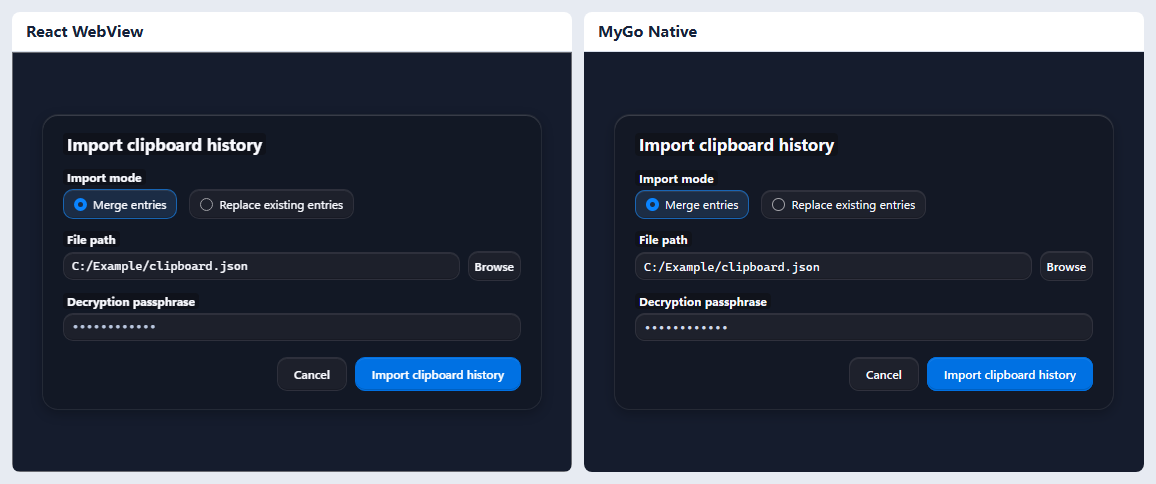 React WebView
Import clipboard history
Import mode
Merge entries
Replace existing entries
File path
C:/Example/clipboard.json
Browse
Decryption passphrase
••••••••••••
Cancel
Import clipboard history
MyGo Native
Import clipboard history
Import mode
Merge entries
Replace existing entries
File path
C:/Example/clipboard.json
Browse
Decryption passphrase
••••••••••••
Cancel
Import clipboard history